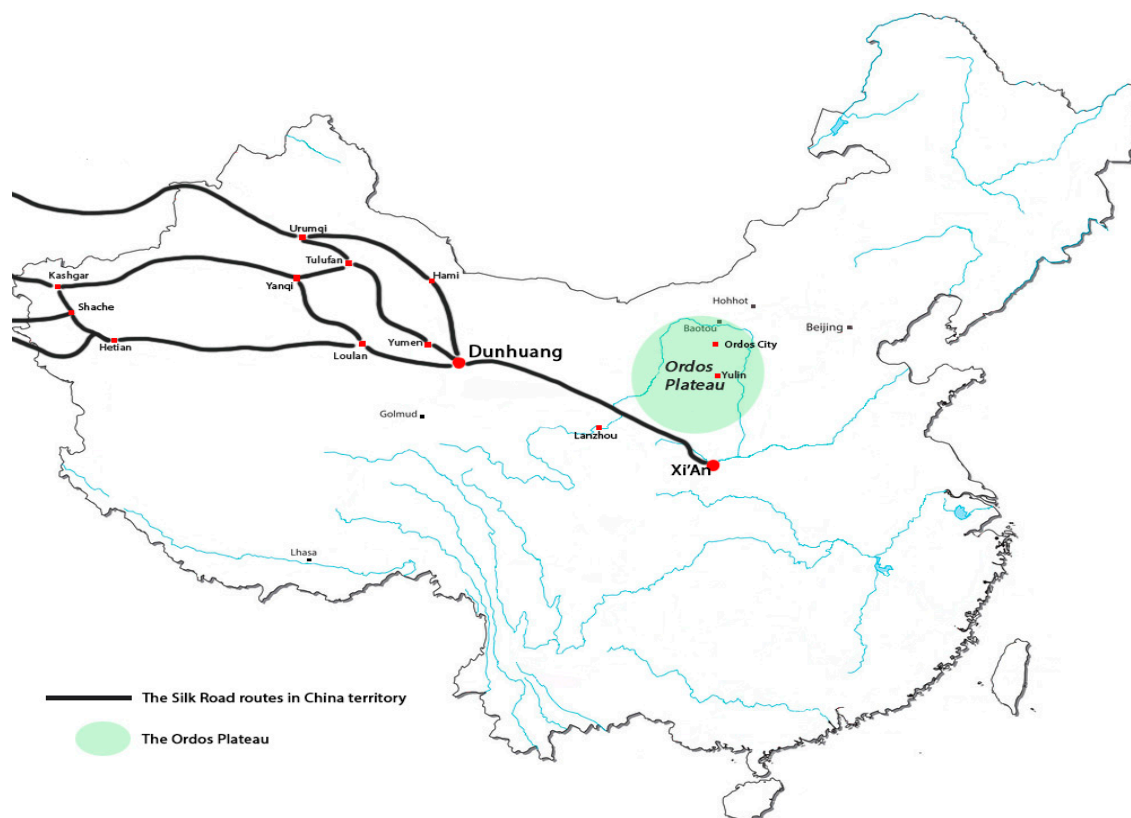 Urumqi
Tulufan
Hami
Kashgar
Yanqi
Shache
Hohhot
Baotou
Beijing
Hetian
Loulan
Yumen
Dunhuang
Ordos City
Ordos
Plateau
Yulin
Golmud
Lanzhou
Xi'An
Lhasa
The Silk Road routes in China territory
The Ordos Plateau